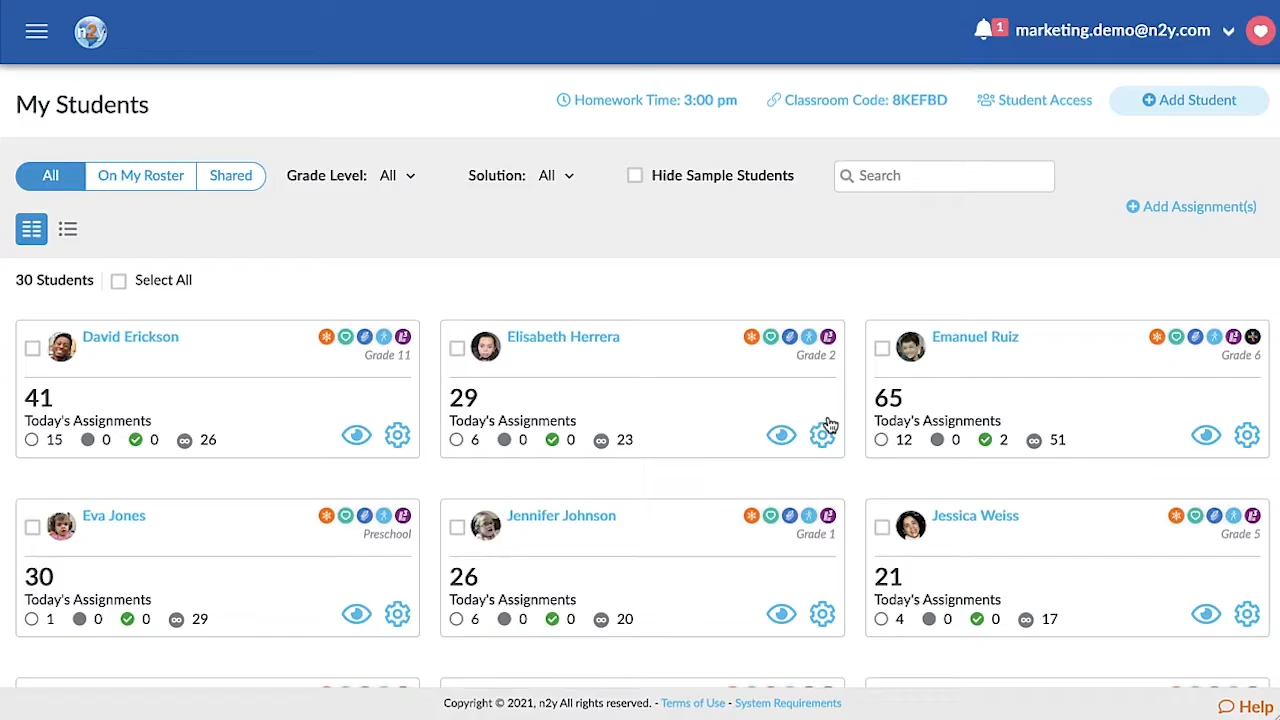 n2y
1
marketing.demo@n2y.com
My Students
Homework Time: 3:00 pm
Classroom Code: 8KEFBD
Student Access
Add Student
All
On My Roster
Shared
Grade Level: All
Solution: All
Hide Sample Students
Search
Add Assignment(s)
30 Students
Select All
David Erickson
Grade 11
41
Today's Assignments
15 0 0 26
Elisabeth Herrera
Grade 2
29
Today's Assignments
6 0 0 23
Emanuel Ruiz
Grade 6
65
Today's Assignments
12 0 2 51
Eva Jones
Preschool
30
Today's Assignments
1 0 0 29
Jennifer Johnson
Grade 1
26
Today's Assignments
6 0 0 20
Jessica Weiss
Grade 5
21
Today's Assignments
4 0 0 17
Copyright © 2021, n2y All rights reserved. - Terms of Use - System Requirements
Help